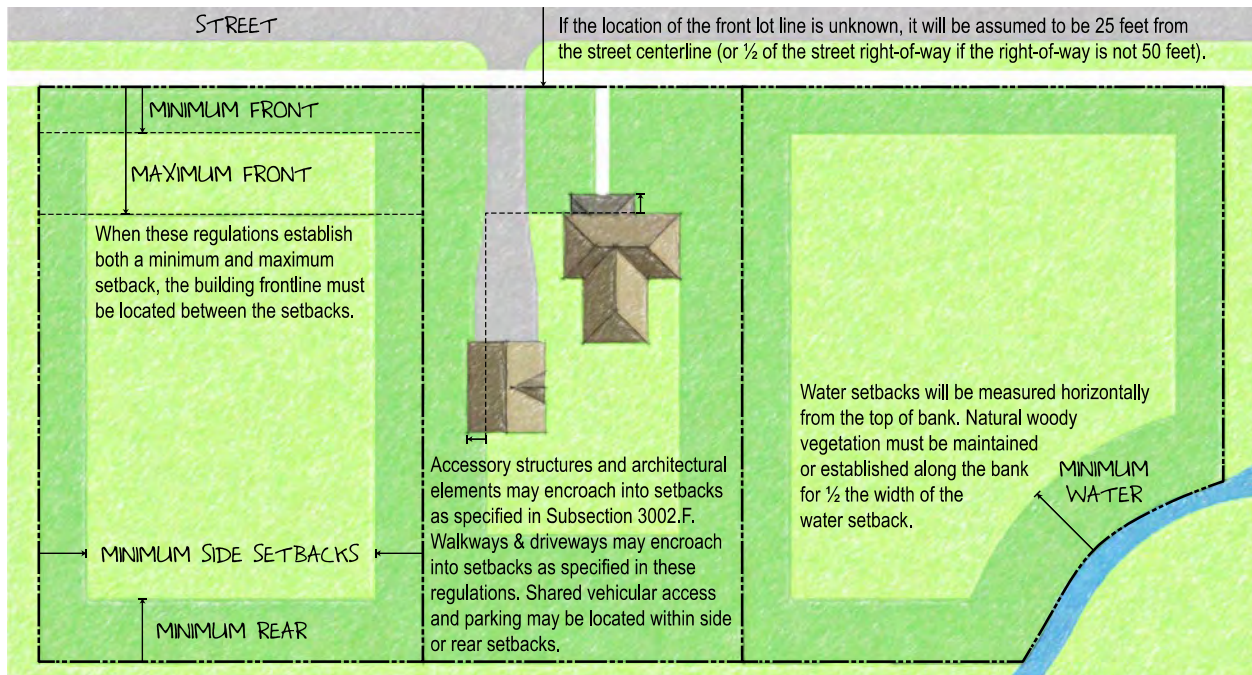 STREET
If the location of the front lot line is unknown, it will be assumed to be 25 feet from
the street centerline (or ½ of the street right-of-way if the right-of-way is not 50 feet).
MINIMUM FRONT
MAXIMUM FRONT
When these regulations establish
both a minimum and maximum
setback, the building frontline must
be located between the setbacks.
MINIMUM SIDE SETBACKS
MINIMUM REAR
Accessory structures and architectural
elements may encroach into setbacks
as specified in Subsection 3002.F.
Walkways & driveways may encroach
into setbacks as specified in these
regulations. Shared vehicular access
and parking may be located within side
or rear setbacks.
Water setbacks will be measured horizontally
from the top of bank. Natural woody
vegetation must be maintained
or established along the bank
for ½ the width of the
water setback.
MINIMUM
WATER